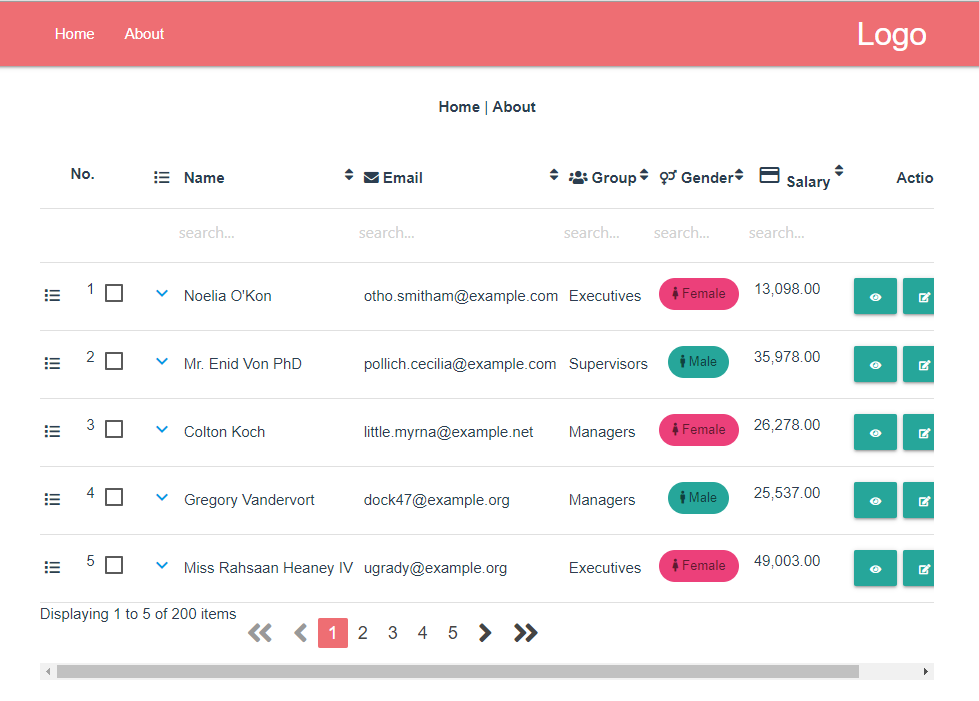 Home About Logo
Home | About
No. Name Email Group Gender Salary Actio
search... search... search... search... search...
1 Noelia O'Kon otho.smitham@example.com Executives Female 13,098.00
2 Mr. Enid Von PhD pollich.cecilia@example.com Supervisors Male 35,978.00
3 Colton Koch little.myrna@example.net Managers Female 26,278.00
4 Gregory Vandervort dock47@example.org Managers Male 25,537.00
5 Miss Rahsaan Heaney IV ugrady@example.org Executives Female 49,003.00
Displaying 1 to 5 of 200 items
1 2 3 4 5